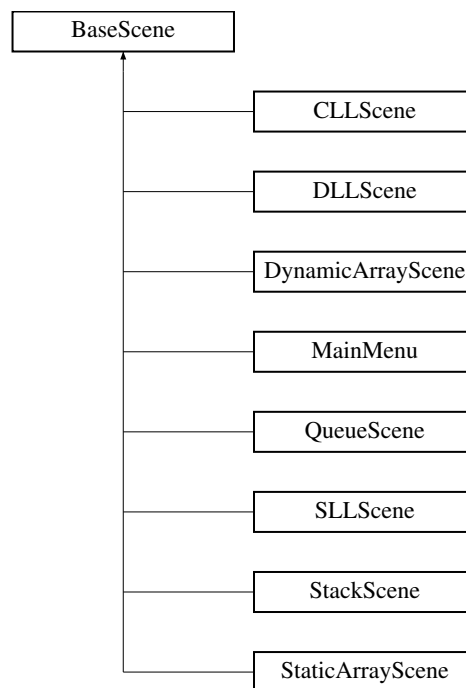 BaseScene
CLLScene
DLLScene
DynamicArrayScene
MainMenu
QueueScene
SLLScene
StackScene
StaticArrayScene